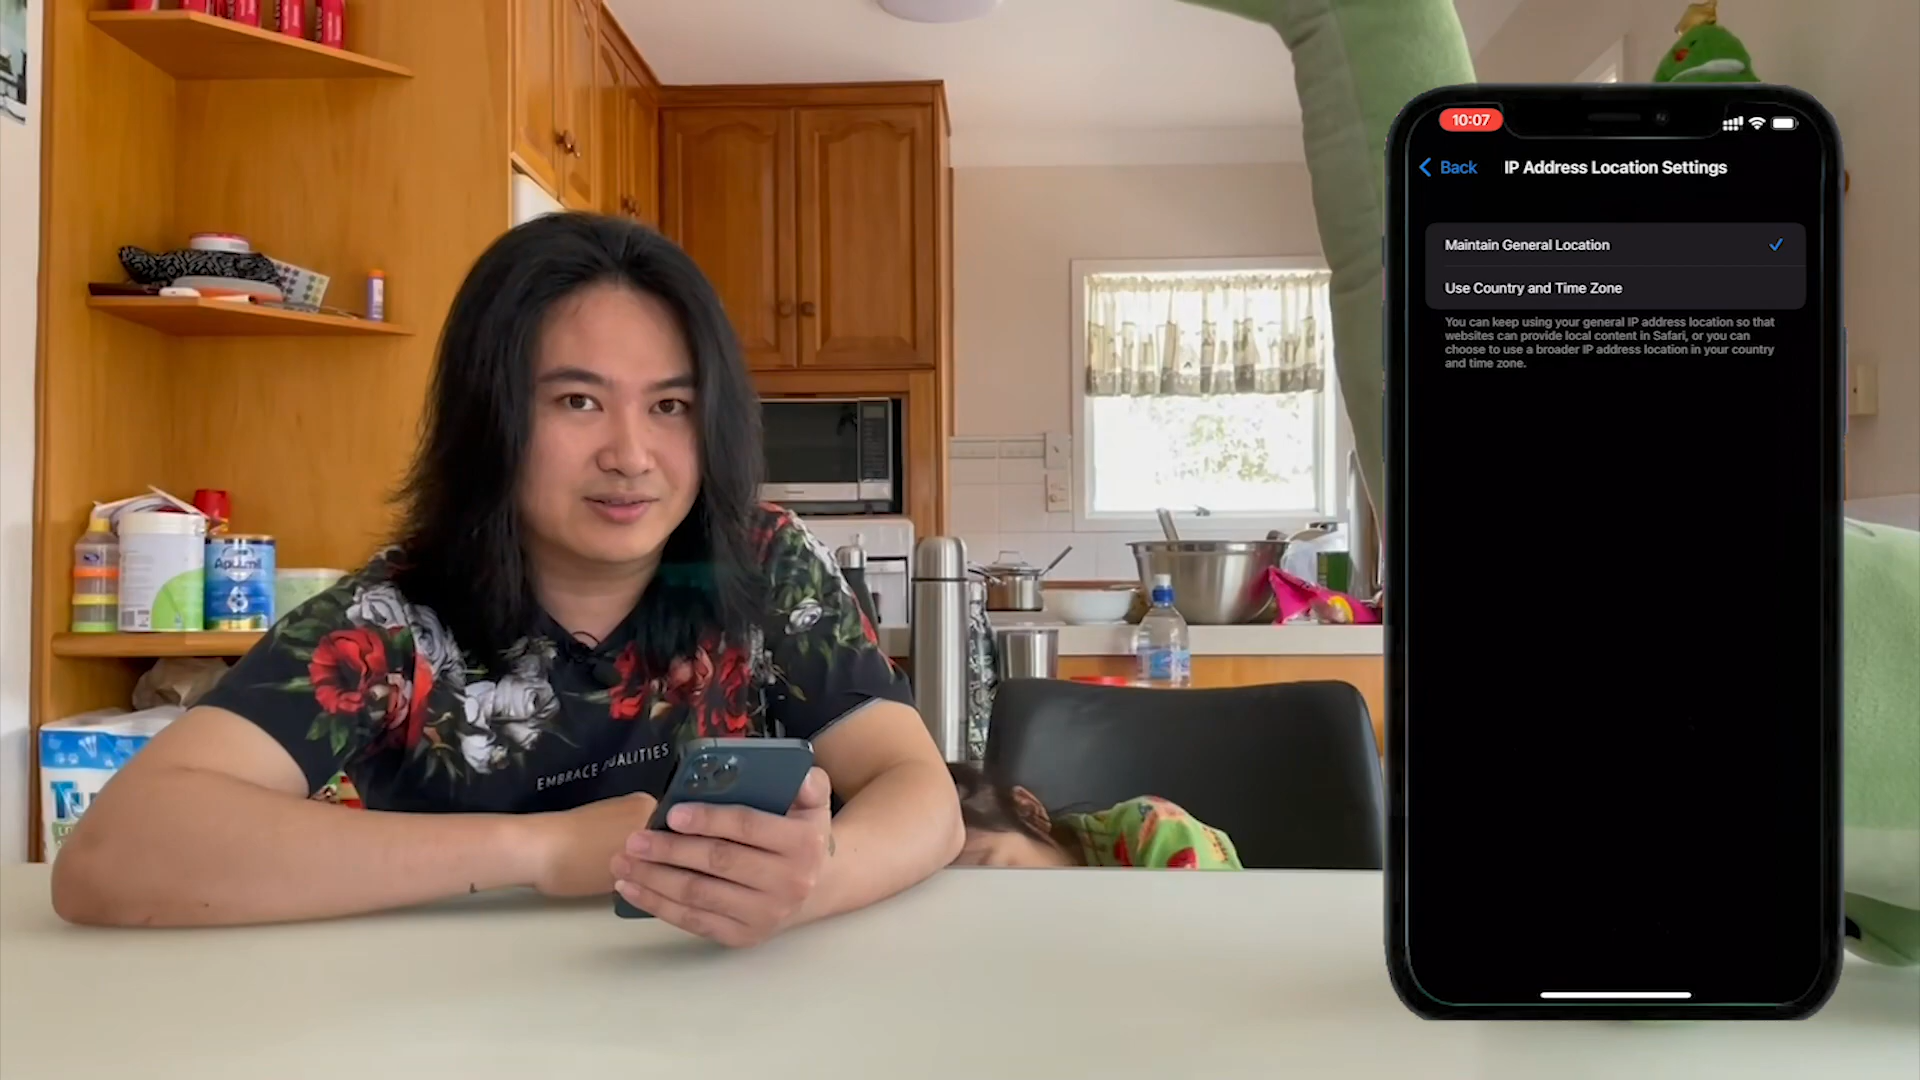 10:07
Back
IP Address Location Settings
Maintain General Location
Use Country and Time Zone
You can keep using your general IP address location so that
websites can provide local content in Safari, or you can
choose to use a broader IP address location in your country
and time zone.
EMBRACE